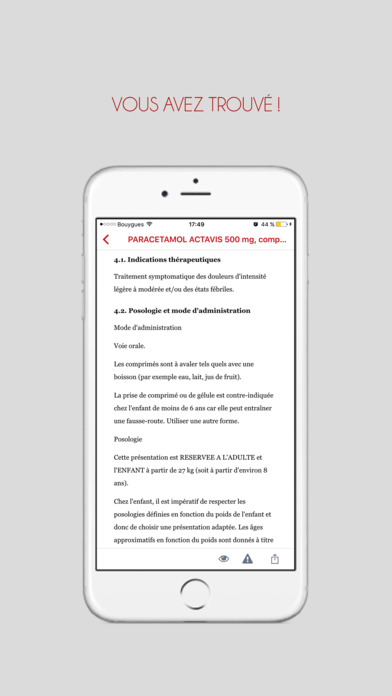 VOUS AVEZ TROUVÉ !
Bouygues 17:49 44 %
PARACETAMOL ACTAVIS 500 mg, comp...
4.1. Indications thérapeutiques
Traitement symptomatique des douleurs d'intensité
légère à modérée et/ou des états fébriles.
4.2. Posologie et mode d'administration
Mode d'administration
Voie orale.
Les comprimés sont à avaler tels quels avec une
boisson (par exemple eau, lait, jus de fruit).
La prise de comprimé ou de gélule est contre-indiquée
chez l'enfant de moins de 6 ans car elle peut entraîner
une fausse-route. Utiliser une autre forme.
Posologie
Cette présentation est RESERVEE A L'ADULTE et
l'ENFANT à partir de 27 kg (soit à partir d'environ 8
ans).
Chez l'enfant, il est impératif de respecter les
posologies définies en fonction du poids de l'enfant et
donc de choisir une présentation adaptée. Les âges
approximatifs en fonction du poids sont donnés à titre